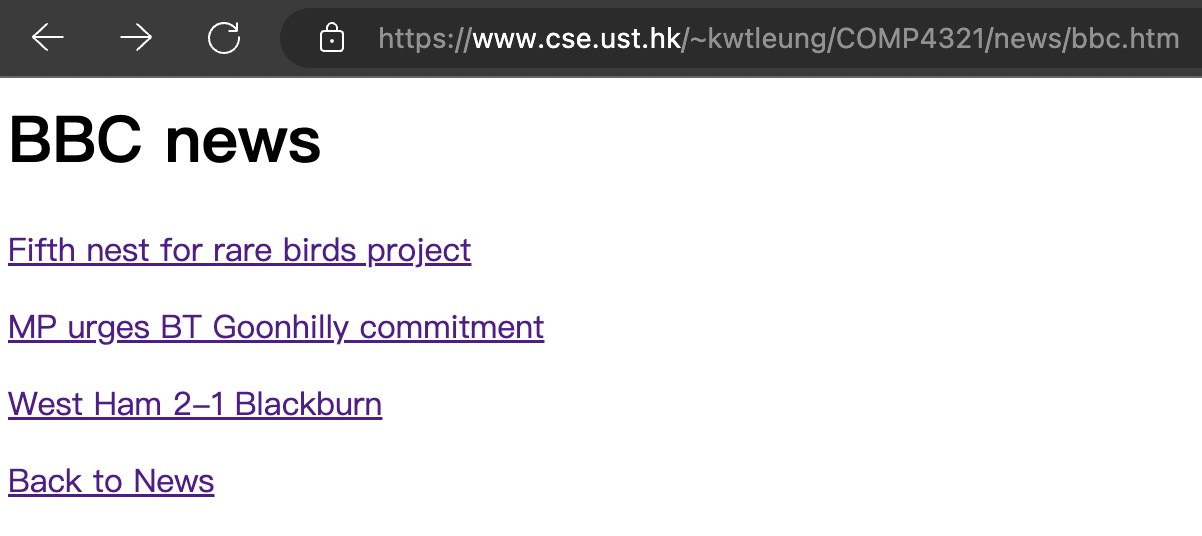 https://www.cse.ust.hk/~kwtleung/COMP4321/news/bbc.htm
BBC news
Fifth nest for rare birds project
MP urges BT Goonhilly commitment
West Ham 2–1 Blackburn
Back to News